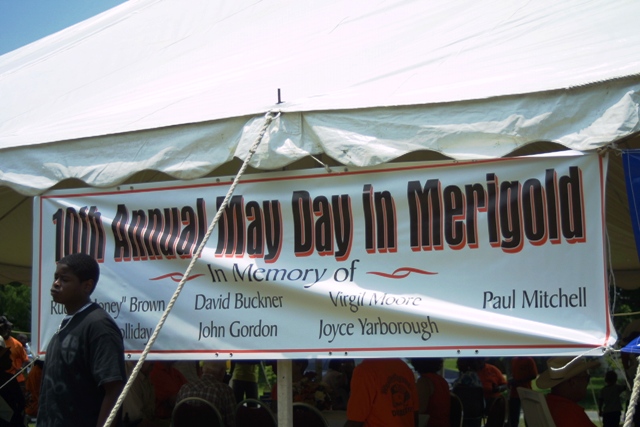 10th Annual May Day in Merigold
In Memory of
Brown David Buckner Virgil Moore Paul Mitchell
John Gordon Joyce Yarborough